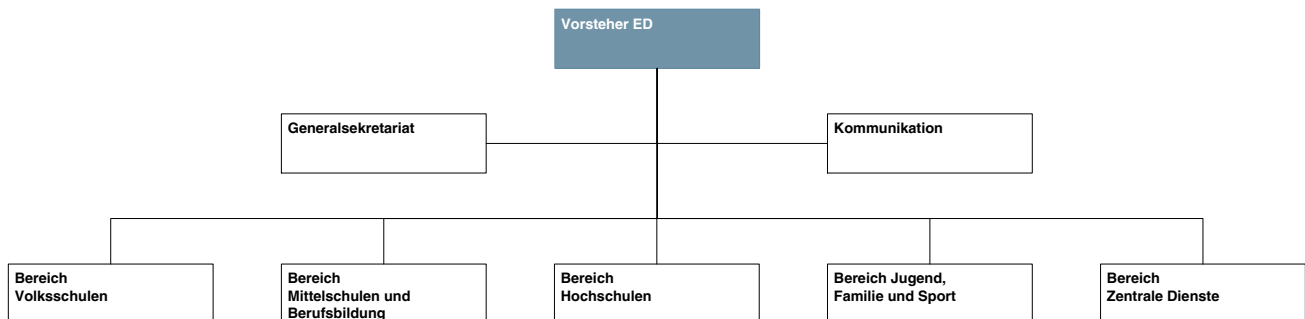 Vorsteher ED
Generalsekretariat
Kommunikation
Bereich
Volksschulen
Bereich
Mittelschulen und
Berufsbildung
Bereich
Hochschulen
Bereich Jugend,
Familie und Sport
Bereich
Zentrale Dienste